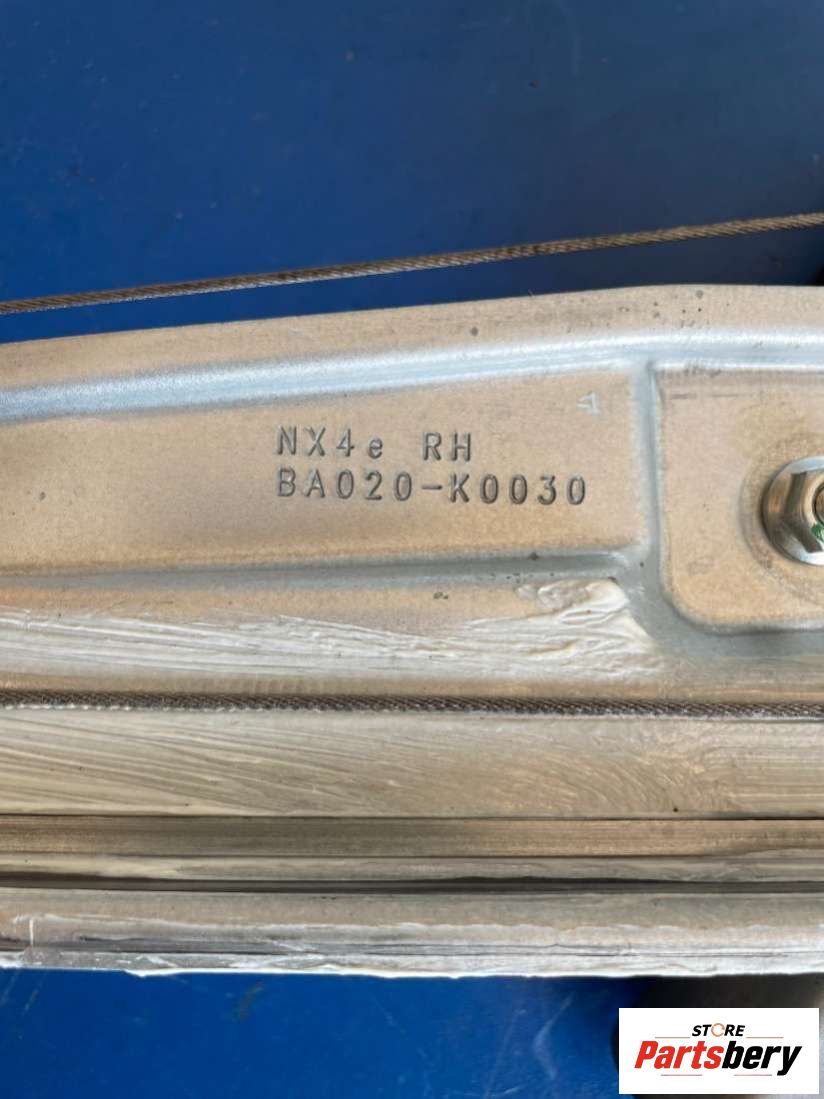 NX4e RH
BA020-K0030
STORE
Partsbery